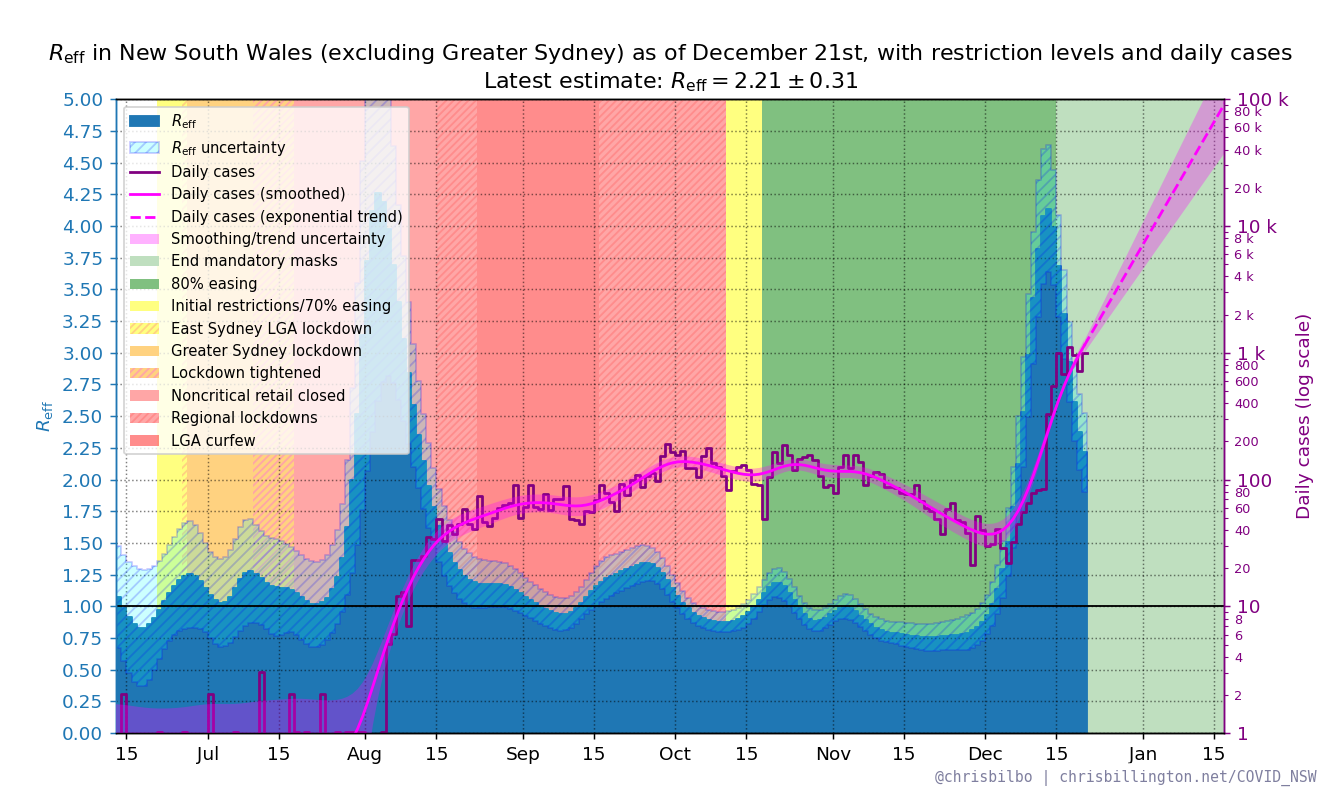 R_eff in New South Wales (excluding Greater Sydney) as of December 21st, with restriction levels and daily cases
Latest estimate: R_eff = 2.21 ± 0.31
R_eff
R_eff uncertainty
Daily cases
Daily cases (smoothed)
Daily cases (exponential trend)
Smoothing/trend uncertainty
End mandatory masks
80% easing
Initial restrictions/70% easing
East Sydney LGA lockdown
Greater Sydney lockdown
Lockdown tightened
Noncritical retail closed
Regional lockdowns
LGA curfew
5.00
4.75
4.50
4.25
4.00
3.75
3.50
3.25
3.00
2.75
2.50
2.25
2.00
1.75
1.50
1.25
1.00
0.75
0.50
0.25
0.00
R_eff
100 k
80 k
60 k
40 k
20 k
10 k
8 k
6 k
4 k
2 k
1 k
800
600
400
200
100
80
60
40
20
10
8
6
4
2
1
Daily cases (log scale)
15 Jul 15 Aug 15 Sep 15 Oct 15 Nov 15 Dec 15 Jan 15
@chrisbilbo | chrisbillington.net/COVID_NSW